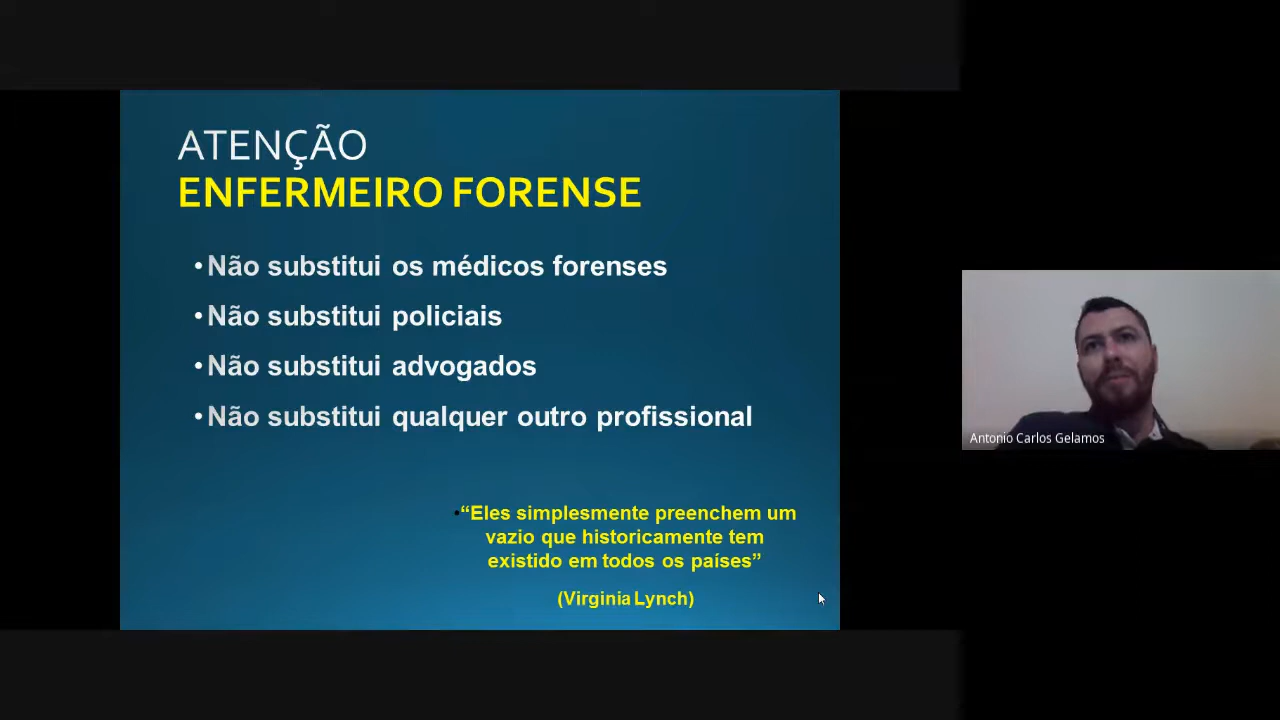 ATENÇÃO
ENFERMEIRO FORENSE
•Não substitui os médicos forenses
•Não substitui policiais
•Não substitui advogados
•Não substitui qualquer outro profissional
•“Eles simplesmente preenchem um
vazio que historicamente tem
existido em todos os países”
(Virginia Lynch)
Antonio Carlos Gelamos